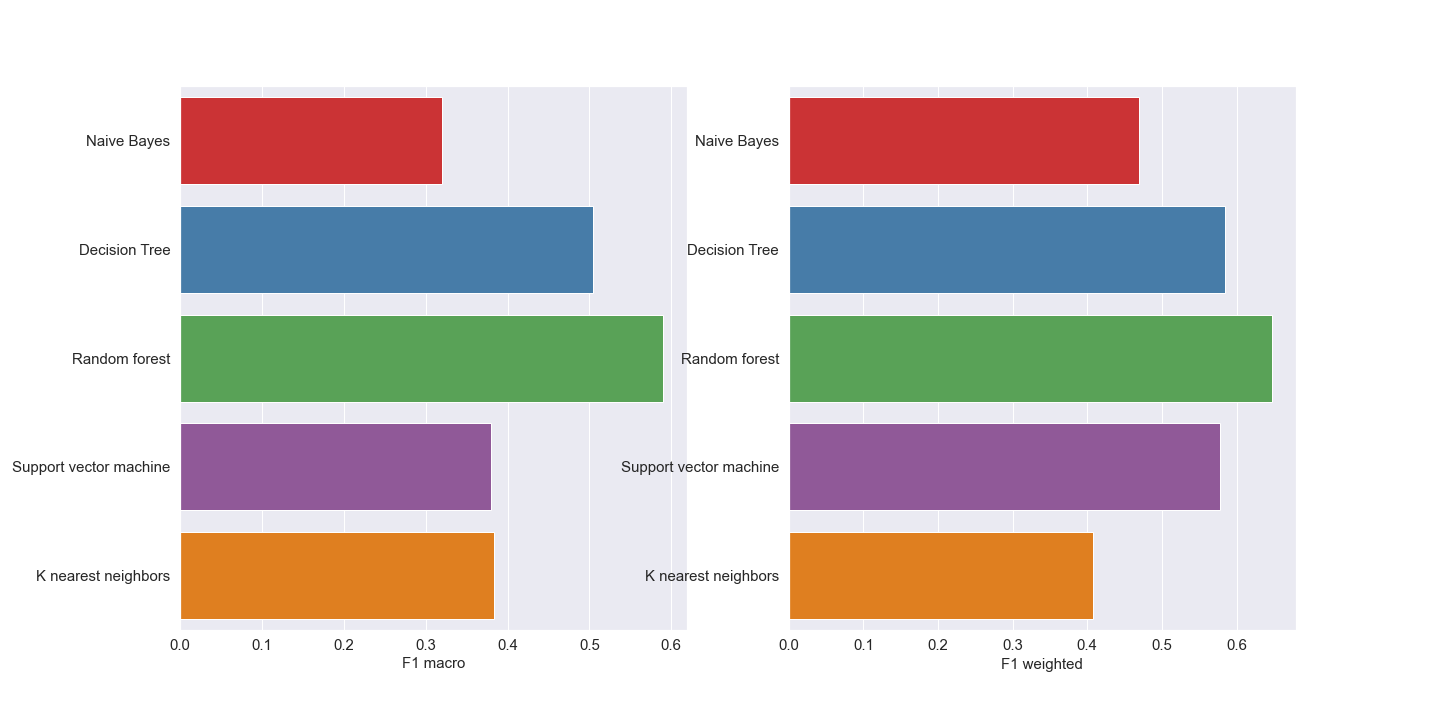 Naive Bayes
Decision Tree
Random forest
Support vector machine
K nearest neighbors
0.0 0.1 0.2 0.3 0.4 0.5 0.6
F1 macro
Naive Bayes
Decision Tree
Random forest
Support vector machine
K nearest neighbors
0.0 0.1 0.2 0.3 0.4 0.5 0.6
F1 weighted